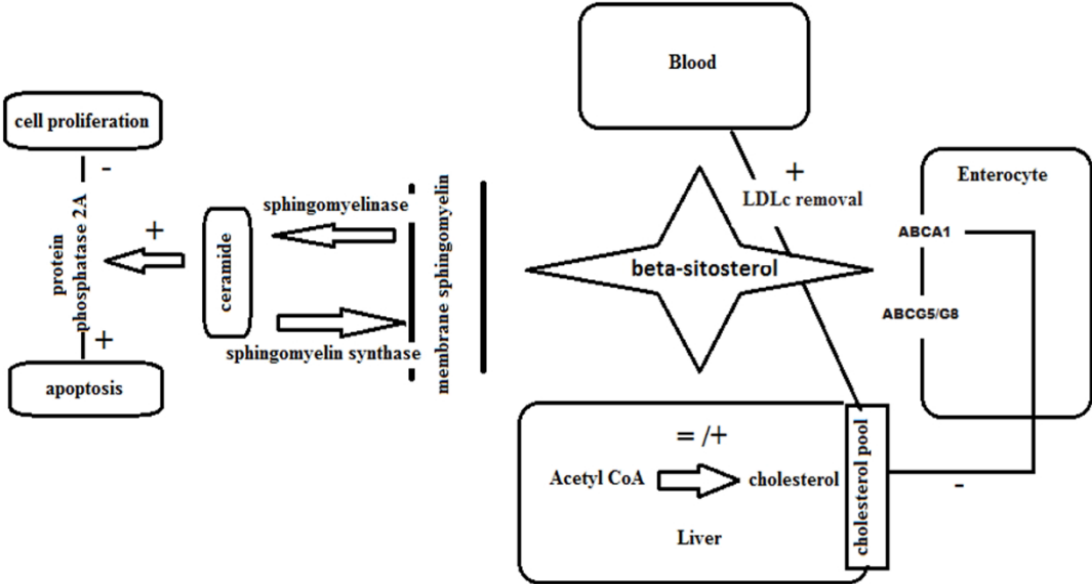 Blood
cell proliferation
-
protein
phosphatase 2A
+
apoptosis
+
ceramide
sphingomyelinase
sphingomyelin synthase
membrane sphingomyelin
beta-sitosterol
+
LDLc removal
Enterocyte
ABCA1
ABCG5/G8
= /+
Acetyl CoA
cholesterol
Liver
cholesterol pool
-